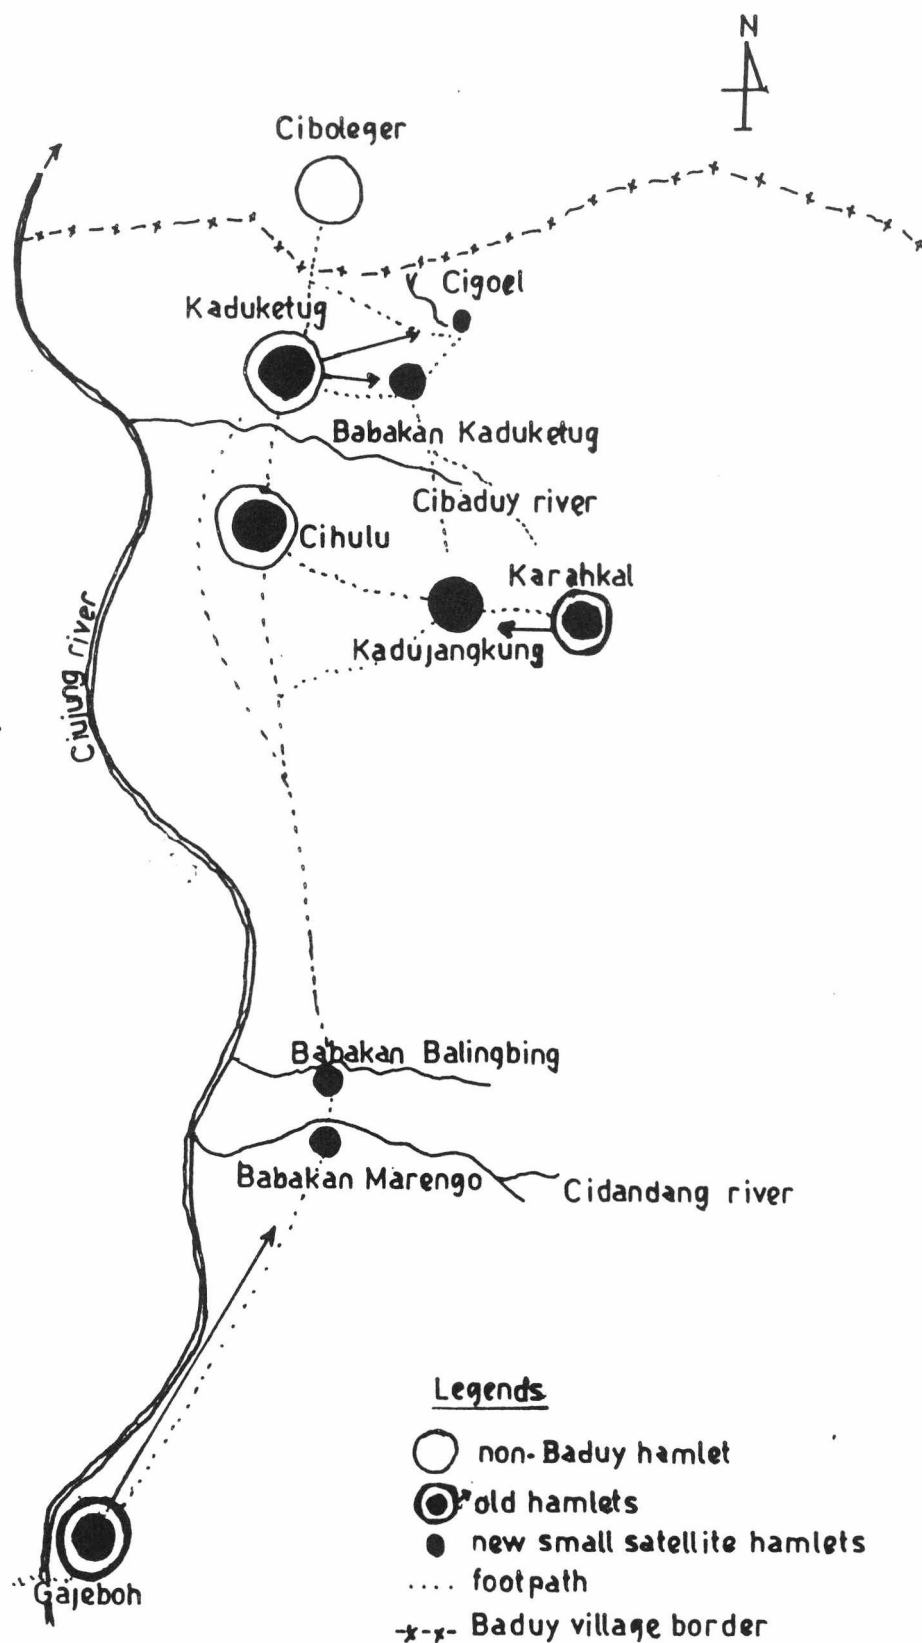 N
Ciboleger
Cigoel
Kaduketug
Babakan Kaduketug
Cibaduy river
Cihulu
Karahkal
Kadujangkung
Ciujung river
Babakan Balingbing
Babakan Marengo
Cidandang river
Gajeboh
Legends
non-Baduy hamlet
old hamlets
new small satellite hamlets
footpath
Baduy village border